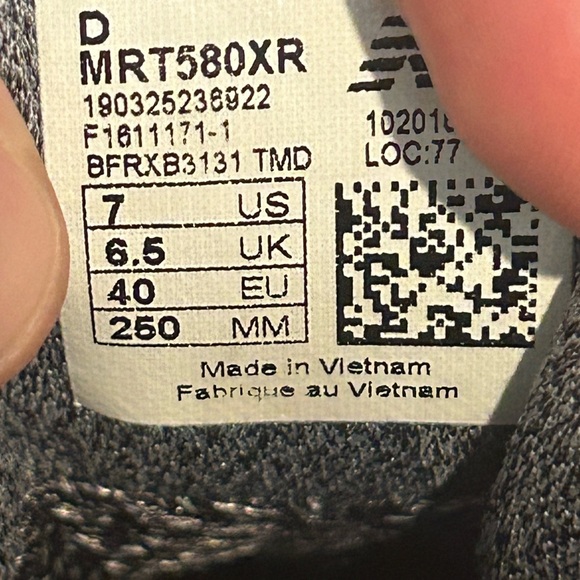 D
MRT580XR
190325236922
F1611171-1
BFRXB3131 TMD
LOC:77
7 US
6.5 UK
40 EU
250 MM
Made in Vietnam
Fabrique au Vietnam